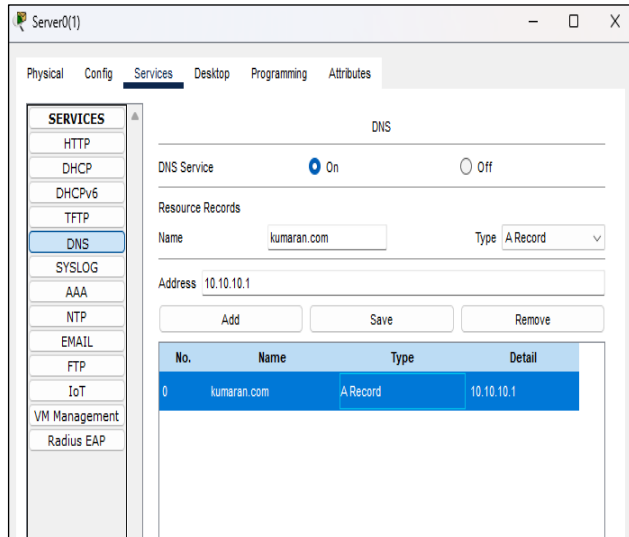 Server0(1)
Physical Config Services Desktop Programming Attributes
SERVICES
HTTP
DHCP
DHCPv6
TFTP
DNS
SYSLOG
AAA
NTP
EMAIL
FTP
IoT
VM Management
Radius EAP
DNS
DNS Service On Off
Resource Records
Name kumaran.com Type A Record
Address 10.10.10.1
Add Save Remove
No. Name Type Detail
0 kumaran.com A Record 10.10.10.1